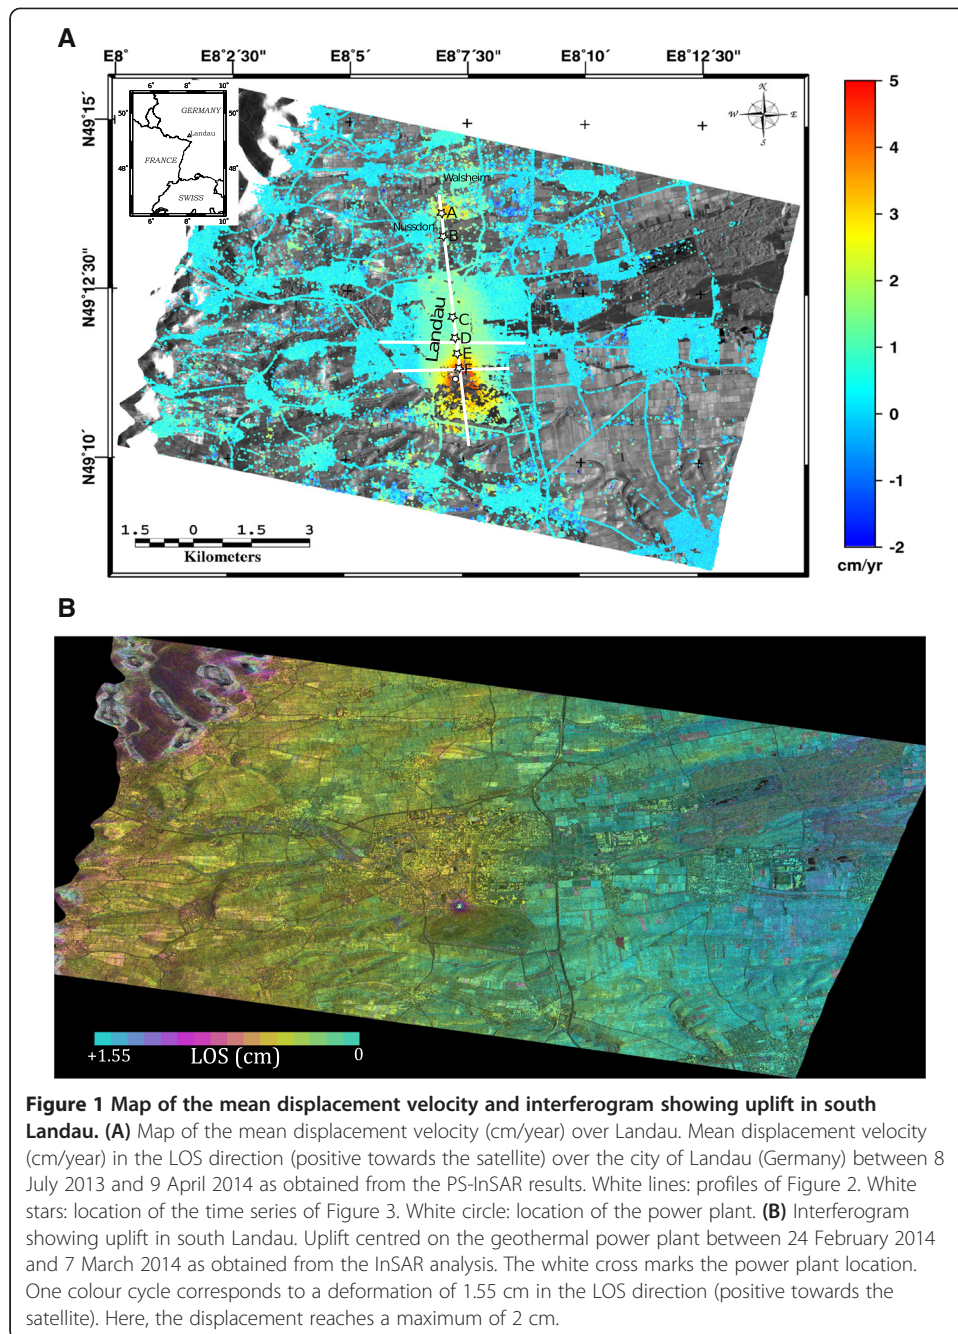 A
E8° E8°2′30" E8°5′ E8°7′30" E8°10′ E8°12′30"
N49°15′
N49°12′30"
N49°10′
6° 8° 10°
50° 50°
48° 48°
6° 8° 10°
GERMANY
Landau
FRANCE
SWISS
N
W E
S
Walsheim
A
Nussdorf
B
C
Landau
D
E
F
1.5 0 1.5 3
Kilometers
5
4
3
2
1
0
-1
-2
cm/yr
B
+1.55 LOS (cm) 0
Figure 1 Map of the mean displacement velocity and interferogram showing uplift in south
Landau. (A) Map of the mean displacement velocity (cm/year) over Landau. Mean displacement velocity
(cm/year) in the LOS direction (positive towards the satellite) over the city of Landau (Germany) between 8
July 2013 and 9 April 2014 as obtained from the PS-InSAR results. White lines: profiles of Figure 2. White
stars: location of the time series of Figure 3. White circle: location of the power plant. (B) Interferogram
showing uplift in south Landau. Uplift centred on the geothermal power plant between 24 February 2014
and 7 March 2014 as obtained from the InSAR analysis. The white cross marks the power plant location.
One colour cycle corresponds to a deformation of 1.55 cm in the LOS direction (positive towards the
satellite). Here, the displacement reaches a maximum of 2 cm.